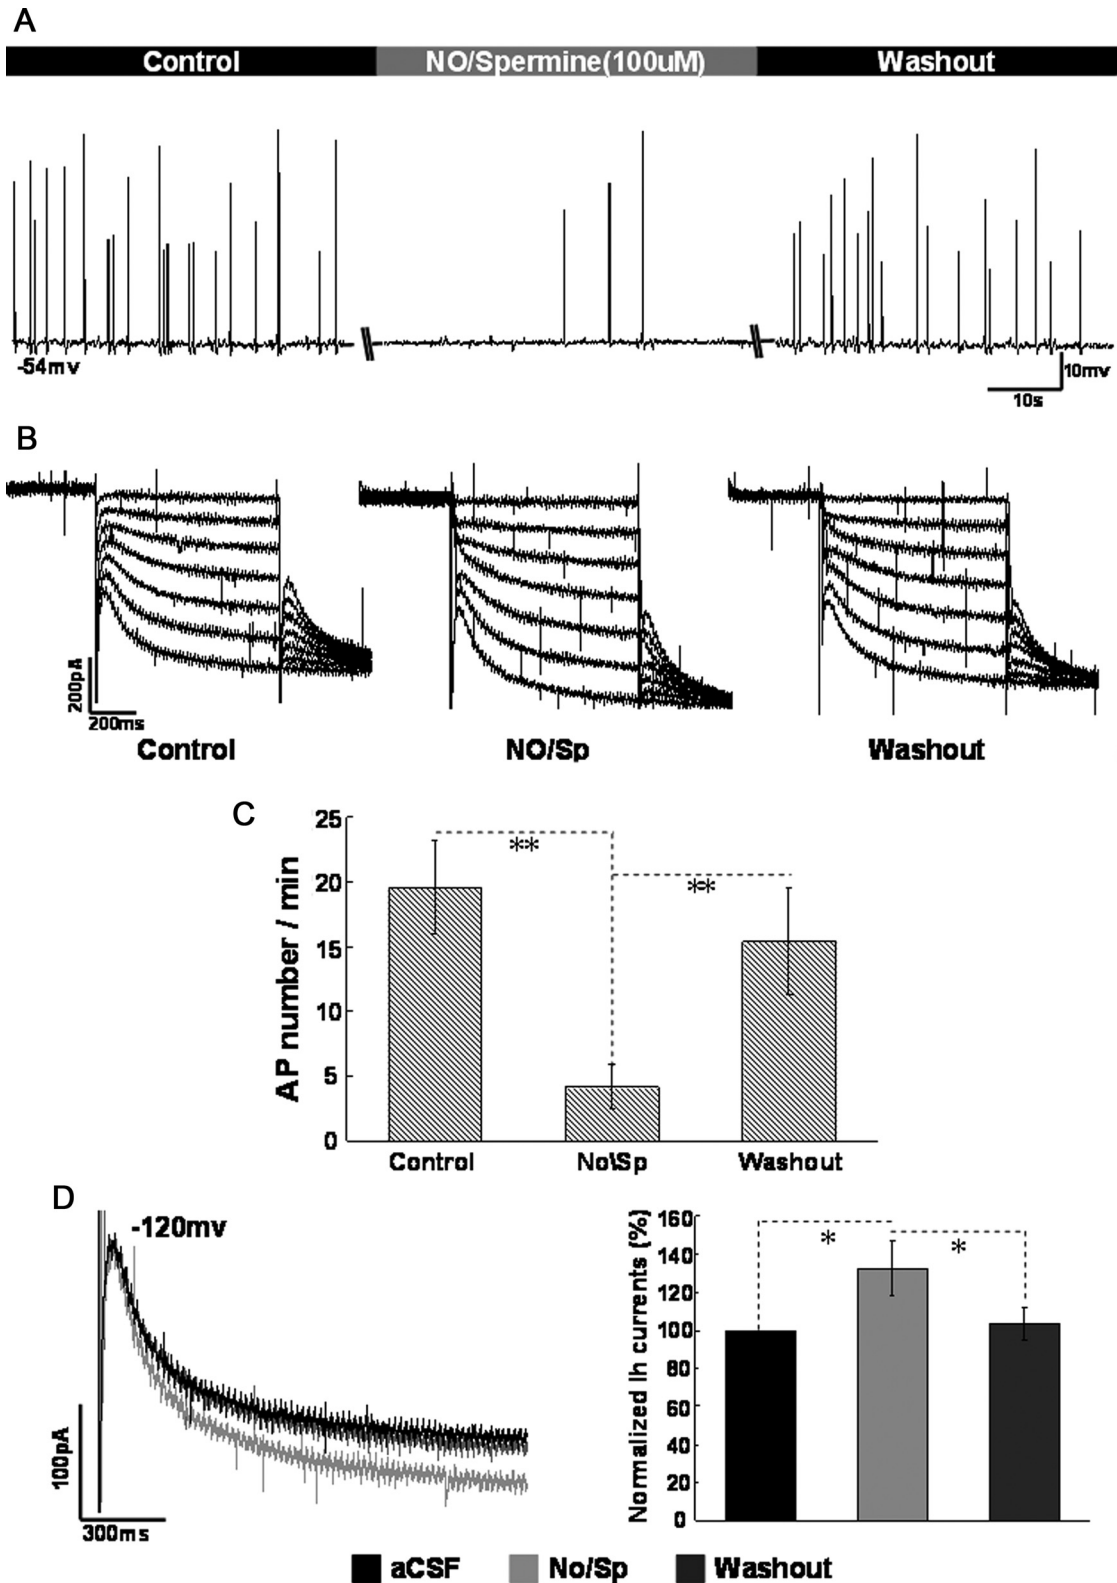 A
Control NO/Spermine(100uM) Washout
-54mv
10mv
10s
B
200pA
200ms
Control NO/Sp Washout
C
AP number / min
25
20
15
10
5
0
** **
Control No\Sp Washout
D
-120mv
100pA
300ms
Normalized Ih currents (%)
160
140
120
100
80
60
40
20
0
* *
aCSF No/Sp Washout